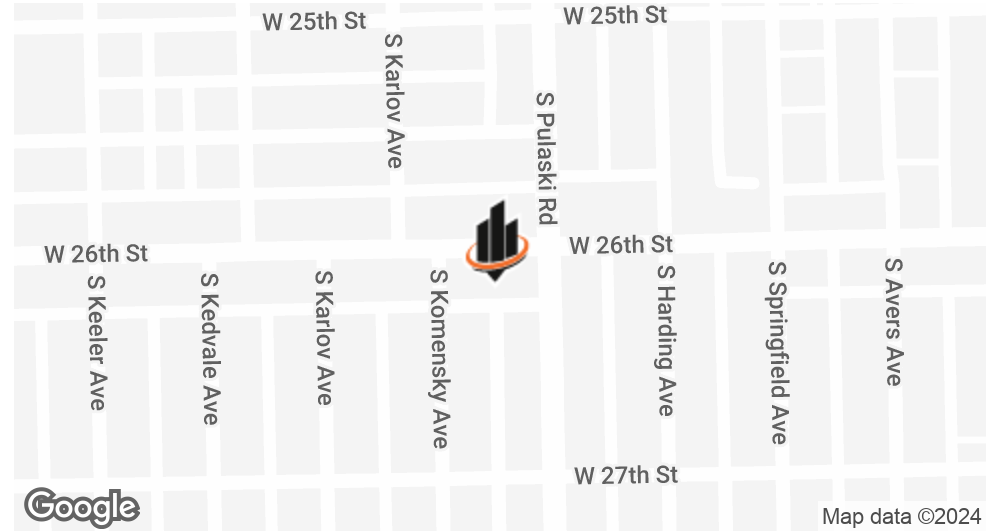 W 25th St
W 25th St
S Karlov Ave
S Pulaski Rd
W 26th St
W 26th St
S Keeler Ave
S Kedvale Ave
S Karlov Ave
S Komensky Ave
S Harding Ave
S Springfield Ave
S Avers Ave
W 27th St
Google
Map data ©2024